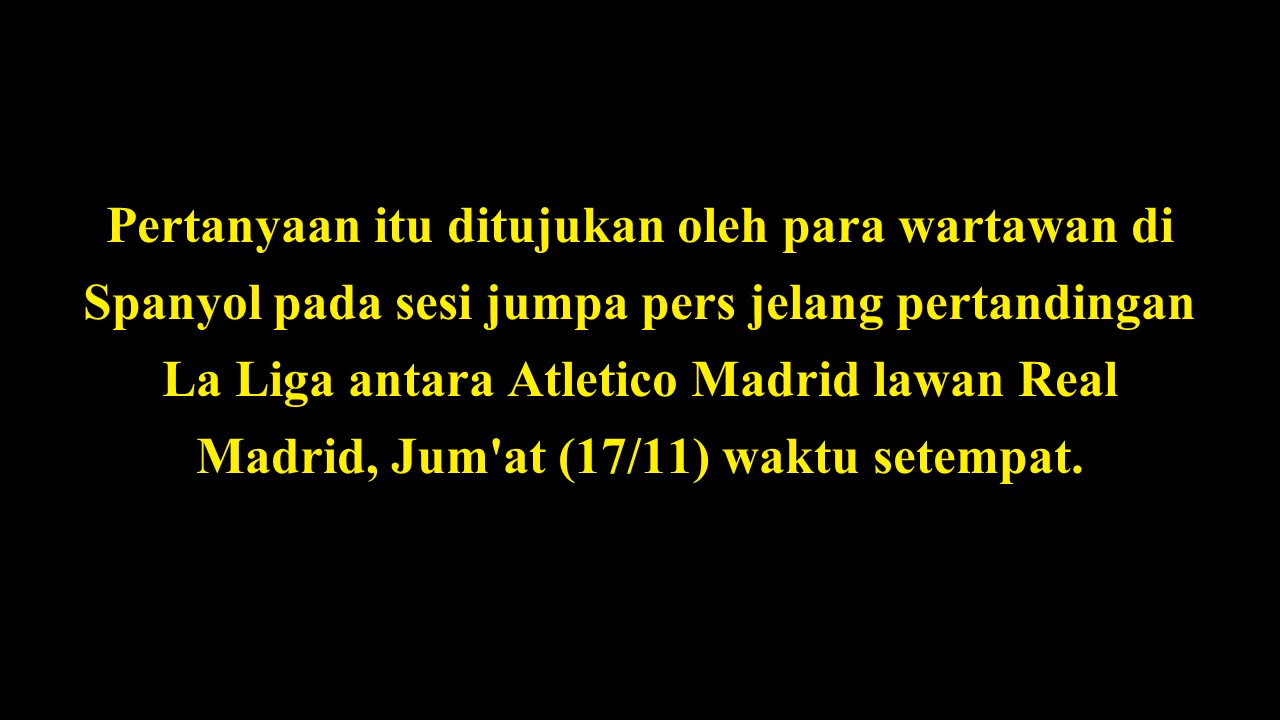 Pertanyaan itu ditujukan oleh para wartawan di
Spanyol pada sesi jumpa pers jelang pertandingan
La Liga antara Atletico Madrid lawan Real
Madrid, Jum'at (17/11) waktu setempat.